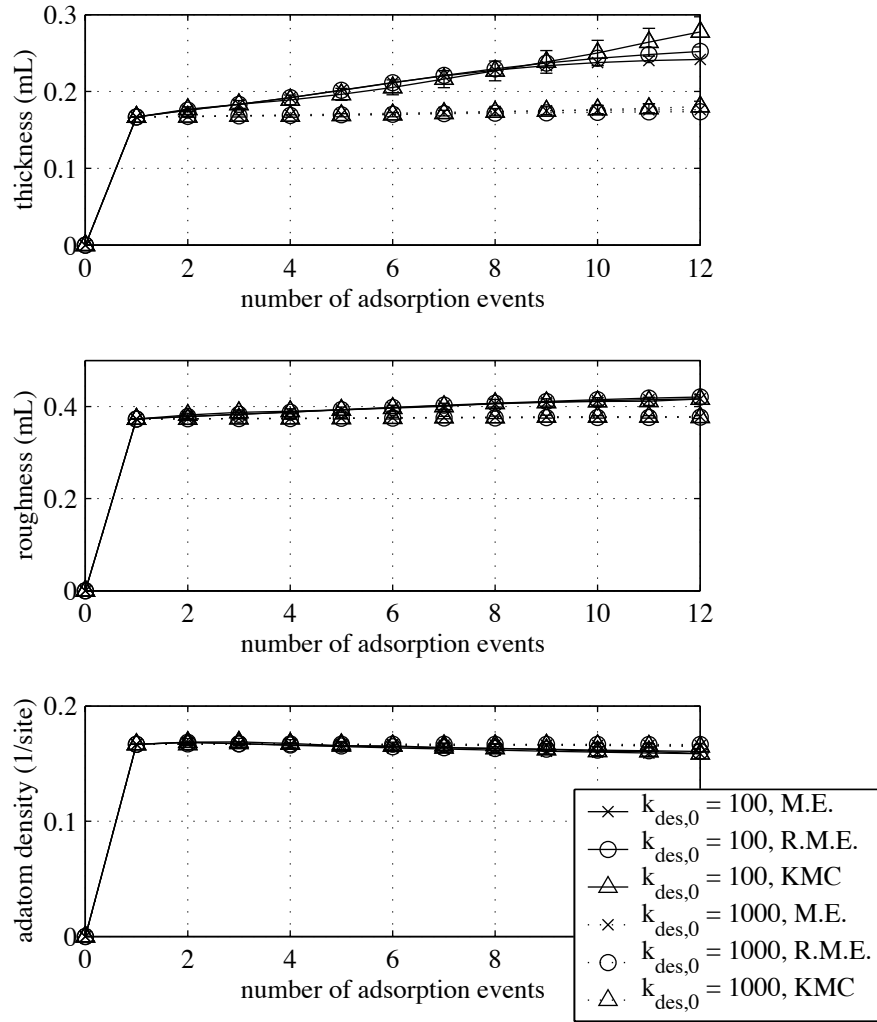 thickness (mL)
0.3
0.2
0.1
0
0 2 4 6 8 10 12
number of adsorption events
roughness (mL)
0.4
0.2
0
0 2 4 6 8 10 12
number of adsorption events
adatom density (1/site)
0.2
0.1
0
0 2 4 6 8
number of adsorption events
k_des,0 = 100, M.E.
k_des,0 = 100, R.M.E.
k_des,0 = 100, KMC
k_des,0 = 1000, M.E.
k_des,0 = 1000, R.M.E.
k_des,0 = 1000, KMC